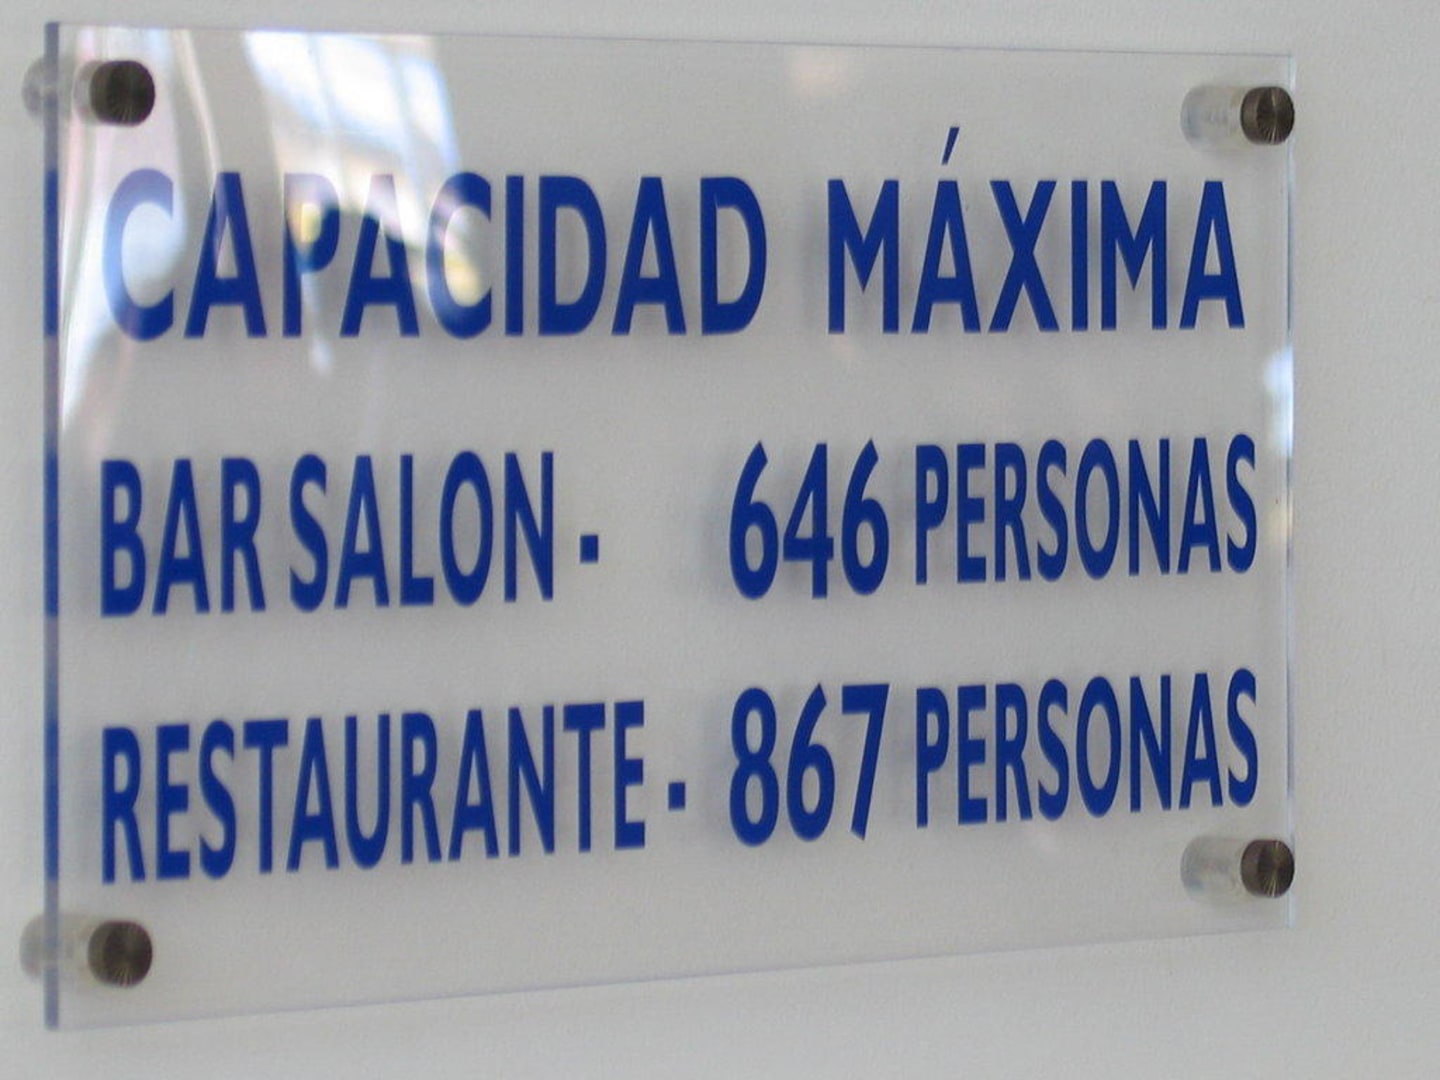 CAPACIDAD MÁXIMA
BAR SALON - 646 PERSONAS
RESTAURANTE - 867 PERSONAS